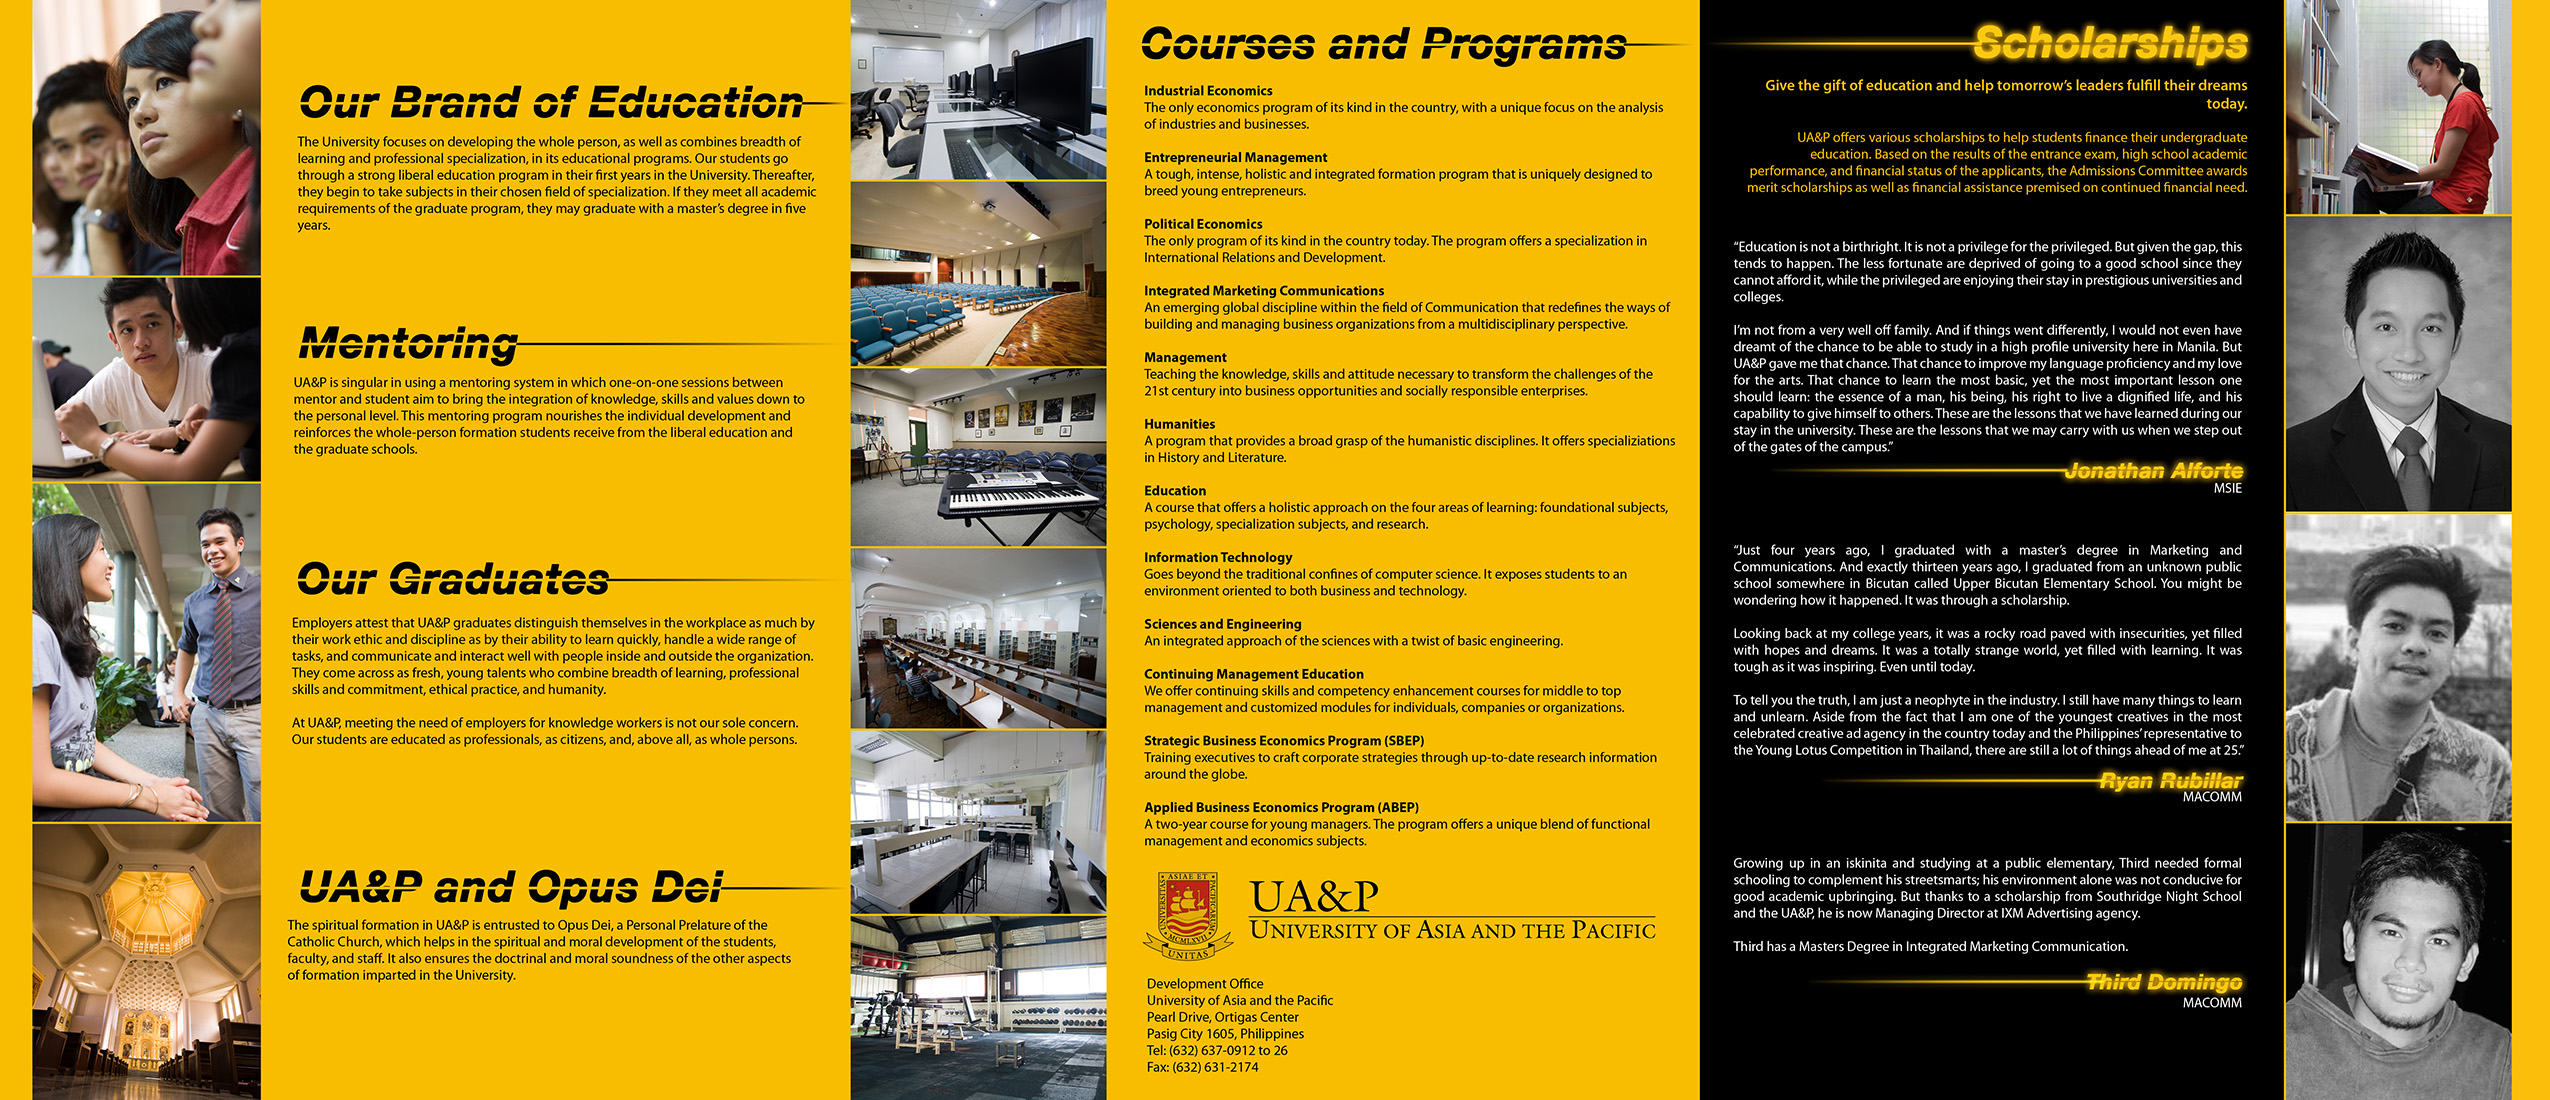 Our Brand of Education
The University focuses on developing the whole person, as well as combines breadth of
learning and professional specialization, in its educational programs. Our students go
through a strong liberal education program in their first years in the University. Thereafter,
they begin to take subjects in their chosen field of specialization. If they meet all academic
requirements of the graduate program, they may graduate with a master's degree in five
years.
Mentoring
UA&P is singular in using a mentoring system in which one-on-one sessions between
mentor and student aim to bring the integration of knowledge, skills and values down to
the personal level. This mentoring program nourishes the individual development and
reinforces the whole-person formation students receive from the liberal education and
the graduate schools.
Our Graduates
Employers attest that UA&P graduates distinguish themselves in the workplace as much by
their work ethic and discipline as by their ability to learn quickly, handle a wide range of
tasks, and communicate and interact well with people inside and outside the organization.
They come across as fresh, young talents who combine breadth of learning, professional
skills and commitment, ethical practice, and humanity.
At UA&P, meeting the need of employers for knowledge workers is not our sole concern.
Our students are educated as professionals, as citizens, and, above all, as whole persons.
UA&P and Opus Dei
The spiritual formation in UA&P is entrusted to Opus Dei, a Personal Prelature of the
Catholic Church, which helps in the spiritual and moral development of the students,
faculty, and staff. It also ensures the doctrinal and moral soundness of the other aspects
of formation imparted in the University.
Courses and Programs
Industrial Economics
The only economics program of its kind in the country, with a unique focus on the analysis
of industries and businesses.
Entrepreneurial Management
A tough, intense, holistic and integrated formation program that is uniquely designed to
breed young entrepreneurs.
Political Economics
The only program of its kind in the country today. The program offers a specialization in
International Relations and Development.
Integrated Marketing Communications
An emerging global discipline within the field of Communication that redefines the ways of
building and managing business organizations from a multidisciplinary perspective.
Management
Teaching the knowledge, skills and attitude necessary to transform the challenges of the
21st century into business opportunities and socially responsible enterprises.
Humanities
A program that provides a broad grasp of the humanistic disciplines. It offers specializiations
in History and Literature.
Education
A course that offers a holistic approach on the four areas of learning: foundational subjects,
psychology, specialization subjects, and research.
Information Technology
Goes beyond the traditional confines of computer science. It exposes students to an
environment oriented to both business and technology.
Sciences and Engineering
An integrated approach of the sciences with a twist of basic engineering.
Continuing Management Education
We offer continuing skills and competency enhancement courses for middle to top
management and customized modules for individuals, companies or organizations.
Strategic Business Economics Program (SBEP)
Training executives to craft corporate strategies through up-to-date research information
around the globe.
Applied Business Economics Program (ABEP)
A two-year course for young managers. The program offers a unique blend of functional
management and economics subjects.
UNIVERSITAS
ASIAE ET
PACIFICARUM
MCMLXVII
UNITAS
UA&P
UNIVERSITY OF ASIA AND THE PACIFIC
Development Office
University of Asia and the Pacific
Pearl Drive, Ortigas Center
Pasig City 1605, Philippines
Tel: (632) 637-0912 to 26
Fax: (632) 631-2174
Scholarships
Give the gift of education and help tomorrow's leaders fulfill their dreams
today.
UA&P offers various scholarships to help students finance their undergraduate
education. Based on the results of the entrance exam, high school academic
performance, and financial status of the applicants, the Admissions Committee awards
merit scholarships as well as financial assistance premised on continued financial need.
“Education is not a birthright. It is not a privilege for the privileged. But given the gap, this
tends to happen. The less fortunate are deprived of going to a good school since they
cannot afford it, while the privileged are enjoying their stay in prestigious universities and
colleges.
I'm not from a very well off family. And if things went differently, I would not even have
dreamt of the chance to be able to study in a high profile university here in Manila. But
UA&P gave me that chance. That chance to improve my language proficiency and my love
for the arts. That chance to learn the most basic, yet the most important lesson one
should learn: the essence of a man, his being, his right to live a dignified life, and his
capability to give himself to others. These are the lessons that we have learned during our
stay in the university. These are the lessons that we may carry with us when we step out
of the gates of the campus.”
Jonathan Alforte
MSIE
“Just four years ago, I graduated with a master's degree in Marketing and
Communications. And exactly thirteen years ago, I graduated from an unknown public
school somewhere in Bicutan called Upper Bicutan Elementary School. You might be
wondering how it happened. It was through a scholarship.
Looking back at my college years, it was a rocky road paved with insecurities, yet filled
with hopes and dreams. It was a totally strange world, yet filled with learning. It was
tough as it was inspiring. Even until today.
To tell you the truth, I am just a neophyte in the industry. I still have many things to learn
and unlearn. Aside from the fact that I am one of the youngest creatives in the most
celebrated creative ad agency in the country today and the Philippines' representative to
the Young Lotus Competition in Thailand, there are still a lot of things ahead of me at 25.”
Ryan Rubillar
MACOMM
Growing up in an iskinita and studying at a public elementary, Third needed formal
schooling to complement his streetsmarts; his environment alone was not conducive for
good academic upbringing. But thanks to a scholarship from Southridge Night School
and the UA&P, he is now Managing Director at IXM Advertising agency.
Third has a Masters Degree in Integrated Marketing Communication.
Third Domingo
MACOMM